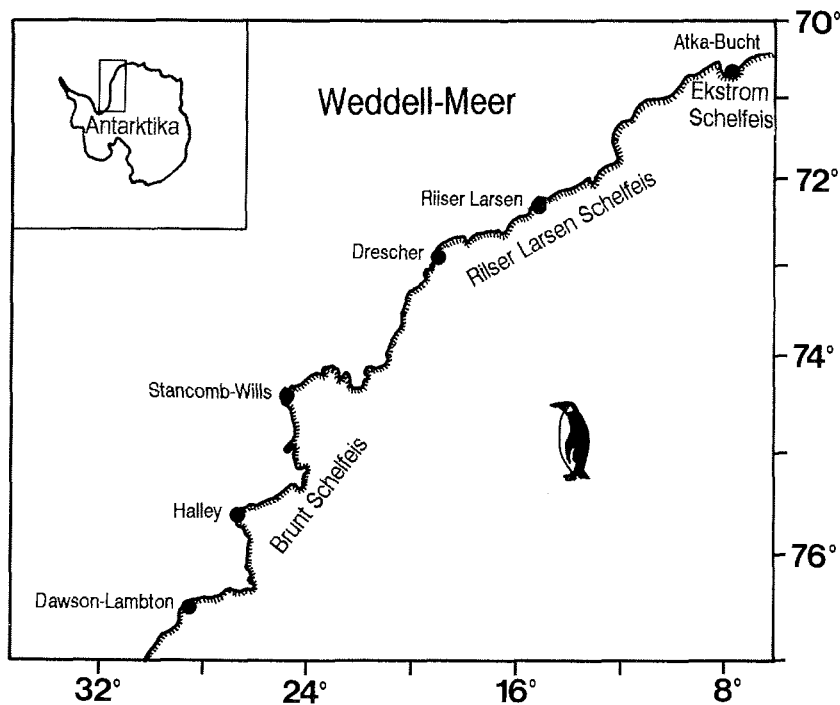 70°
Atka-Bucht
Ekstrom
Schelfeis
Antarktika
Weddell-Meer
72°
Riiser Larsen
Rilser Larsen Schelfeis
Drescher
74°
Stancomb-Wills
Brunt Schelfeis
Halley
76°
Dawson-Lambton
32°
24°
16°
8°